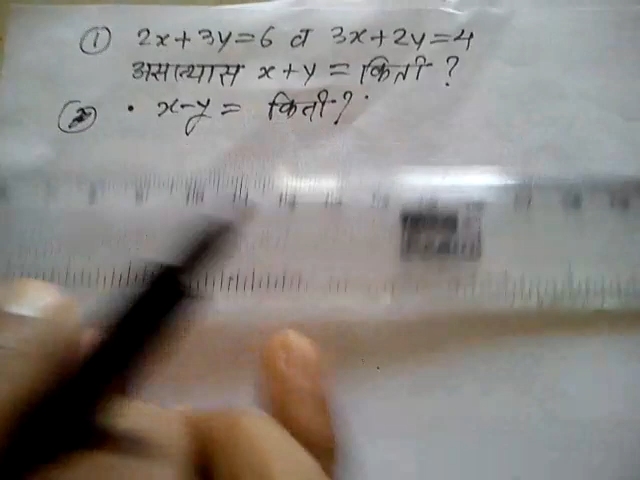 ① 2x+3y=6 व 3x+2y=4
असल्यास x+y = किती ?
② • x-y = किती ?